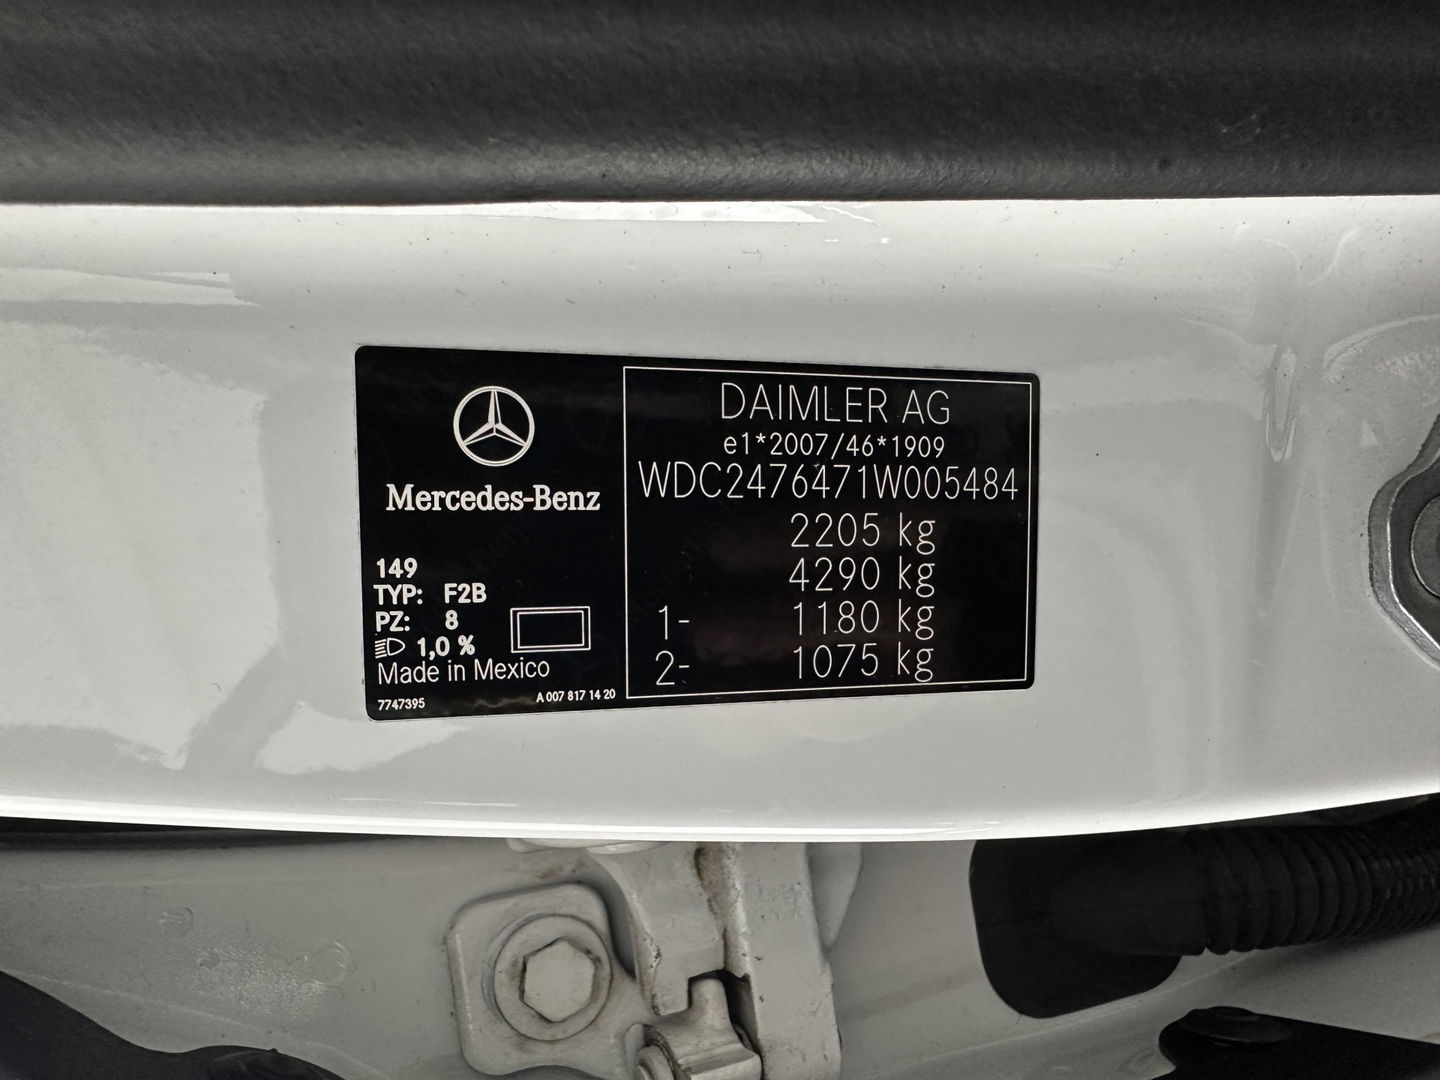 Mercedes-Benz
149
TYP: F2B
PZ: 8
1,0 %
Made in Mexico
7747395
A 007 817 14 20
DAIMLER AG
e1*2007/46*1909
WDC2476471W005484
2205 kg
4290 kg
1- 1180 kg
2- 1075 kg